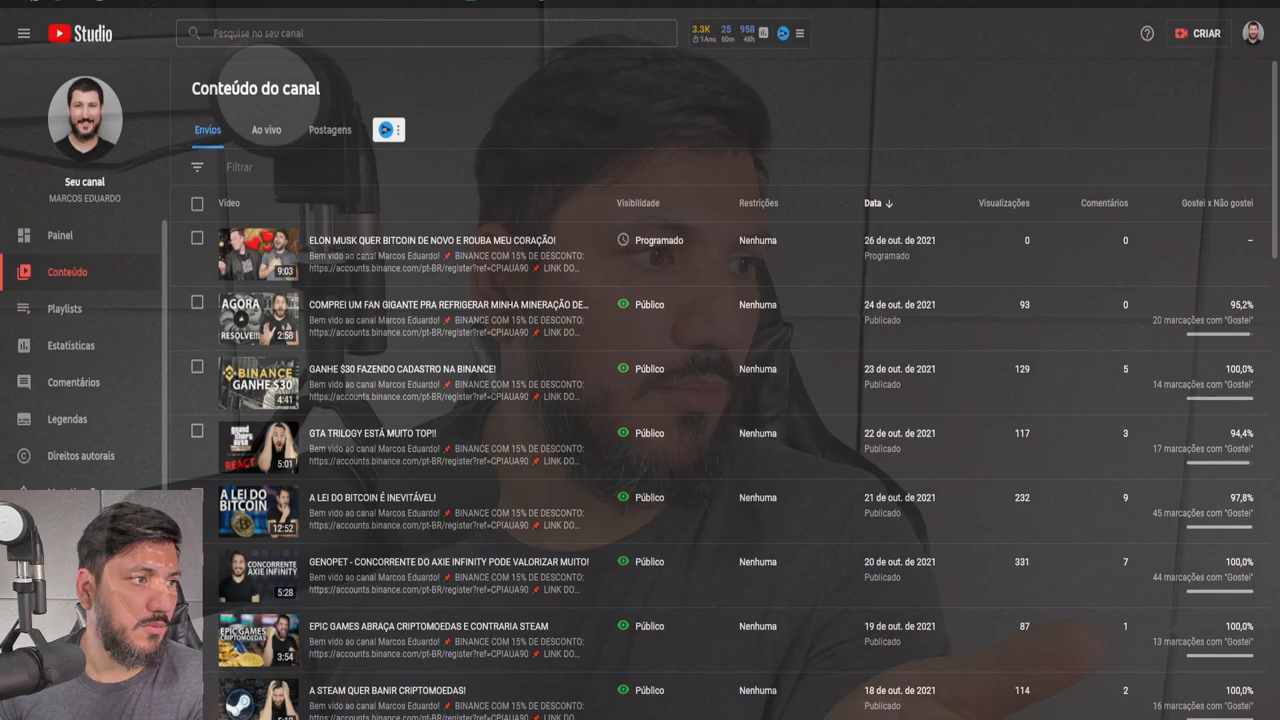 Studio
Pesquise no seu canal
3.3K 25 958
1Ano 60m 48h
CRIAR
Conteúdo do canal
Envios Ao vivo Postagens
Filtrar
Seu canal
MARCOS EDUARDO
Painel
Conteúdo
Playlists
Estatísticas
Comentários
Legendas
Direitos autorais
Vídeo Visibilidade Restrições Data Visualizações Comentários Gostei x Não gostei
9:03
ELON MUSK QUER BITCOIN DE NOVO E ROUBA MEU CORAÇÃO! Programado Nenhuma 26 de out. de 2021 0 0 –
Bem vido ao canal Marcos Eduardo! 📌 BINANCE COM 15% DE DESCONTO: Programado
https://accounts.binance.com/pt-BR/register?ref=CPIAUA90 📌 LINK DO...
AGORA
RESOLVE!!!
2:58
COMPREI UM FAN GIGANTE PRA REFRIGERAR MINHA MINERAÇÃO DE... Público Nenhuma 24 de out. de 2021 93 0 95,2%
Bem vido ao canal Marcos Eduardo! 📌 BINANCE COM 15% DE DESCONTO: Publicado 20 marcações com "Gostei"
https://accounts.binance.com/pt-BR/register?ref=CPIAUA90 📌 LINK DO...
BINANCE
GANHE $30
4:41
GANHE $30 FAZENDO CADASTRO NA BINANCE! Público Nenhuma 23 de out. de 2021 129 5 100,0%
Bem vido ao canal Marcos Eduardo! 📌 BINANCE COM 15% DE DESCONTO: Publicado 14 marcações com "Gostei"
https://accounts.binance.com/pt-BR/register?ref=CPIAUA90 📌 LINK DO...
REACT
5:01
GTA TRILOGY ESTÁ MUITO TOP!! Público Nenhuma 22 de out. de 2021 117 3 94,4%
Bem vido ao canal Marcos Eduardo! 📌 BINANCE COM 15% DE DESCONTO: Publicado 17 marcações com "Gostei"
https://accounts.binance.com/pt-BR/register?ref=CPIAUA90 📌 LINK DO...
A LEI DO
BITCOIN
12:52
A LEI DO BITCOIN É INEVITÁVEL! Público Nenhuma 21 de out. de 2021 232 9 97,8%
Bem vido ao canal Marcos Eduardo! 📌 BINANCE COM 15% DE DESCONTO: Publicado 45 marcações com "Gostei"
https://accounts.binance.com/pt-BR/register?ref=CPIAUA90 📌 LINK DO...
CONCORRENTE
AXIE INFINITY
5:28
GENOPET - CONCORRENTE DO AXIE INFINITY PODE VALORIZAR MUITO! Público Nenhuma 20 de out. de 2021 331 7 100,0%
Bem vido ao canal Marcos Eduardo! 📌 BINANCE COM 15% DE DESCONTO: Publicado 44 marcações com "Gostei"
https://accounts.binance.com/pt-BR/register?ref=CPIAUA90 📌 LINK DO...
EPIC GAMES
CRIPTOMOEDAS
3:54
EPIC GAMES ABRAÇA CRIPTOMOEDAS E CONTRARIA STEAM Público Nenhuma 19 de out. de 2021 87 1 100,0%
Bem vido ao canal Marcos Eduardo! 📌 BINANCE COM 15% DE DESCONTO: Publicado 13 marcações com "Gostei"
https://accounts.binance.com/pt-BR/register?ref=CPIAUA90 📌 LINK DO...
A STEAM QUER BANIR CRIPTOMOEDAS! Público Nenhuma 18 de out. de 2021 114 2 100,0%
Bem vido ao canal Marcos Eduardo! 📌 BINANCE COM 15% DE DESCONTO: Publicado 16 marcações com "Gostei"